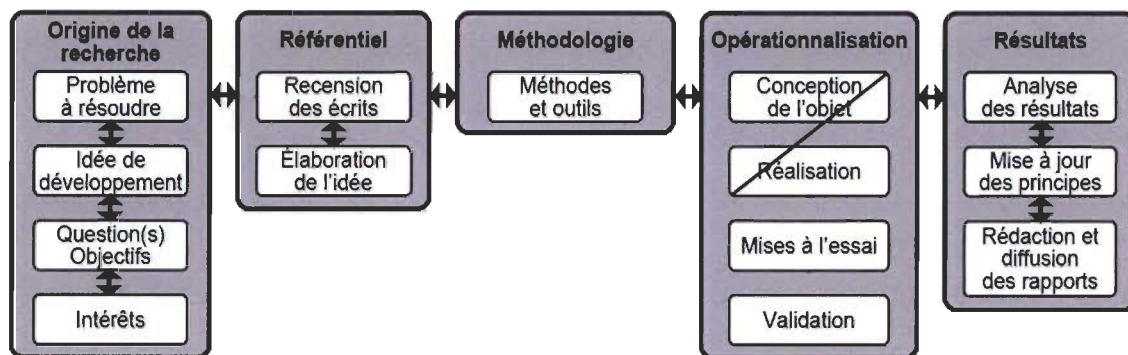 Origine de la
recherche
Problème
à résoudre
Idée de
développement
Question(s)
Objectifs
Intérêts
Référentiel
Recension
des écrits
Élaboration
de l'idée
Méthodologie
Méthodes
et outils
Opérationnalisation
Conception
de l'objet
Réalisation
Mises à l'essai
Validation
Résultats
Analyse
des résultats
Mise à jour
des principes
Rédaction et
diffusion
des rapports